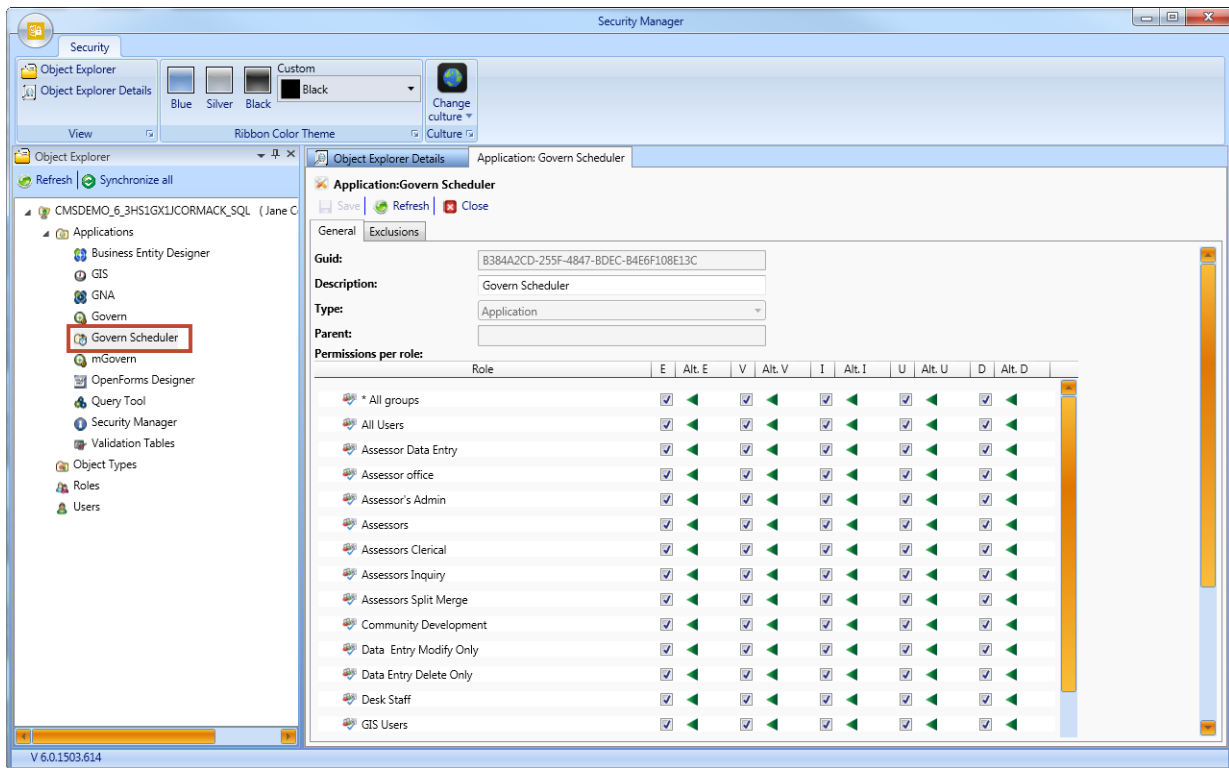 Security Manager
Security
Object Explorer
Object Explorer Details
View
Blue Silver Black
Custom
Black
Ribbon Color Theme
Change culture
Culture
Object Explorer
Refresh Synchronize all
CMSDEMO_6_3HS1GX1JCORMACK_SQL ( Jane C
Applications
Business Entity Designer
GIS
GNA
Govern
Govern Scheduler
mGovern
OpenForms Designer
Query Tool
Security Manager
Validation Tables
Object Types
Roles
Users
Object Explorer Details Application: Govern Scheduler
Application:Govern Scheduler
Save Refresh Close
General Exclusions
Guid: B384A2CD-255F-4847-BDEC-B4E6F108E13C
Description: Govern Scheduler
Type: Application
Parent:
Permissions per role:
Role E Alt. E V Alt. V I Alt. I U Alt. U D Alt. D
* All groups
All Users
Assessor Data Entry
Assessor office
Assessor's Admin
Assessors
Assessors Clerical
Assessors Inquiry
Assessors Split Merge
Community Development
Data Entry Modify Only
Data Entry Delete Only
Desk Staff
GIS Users
V 6.0.1503.614